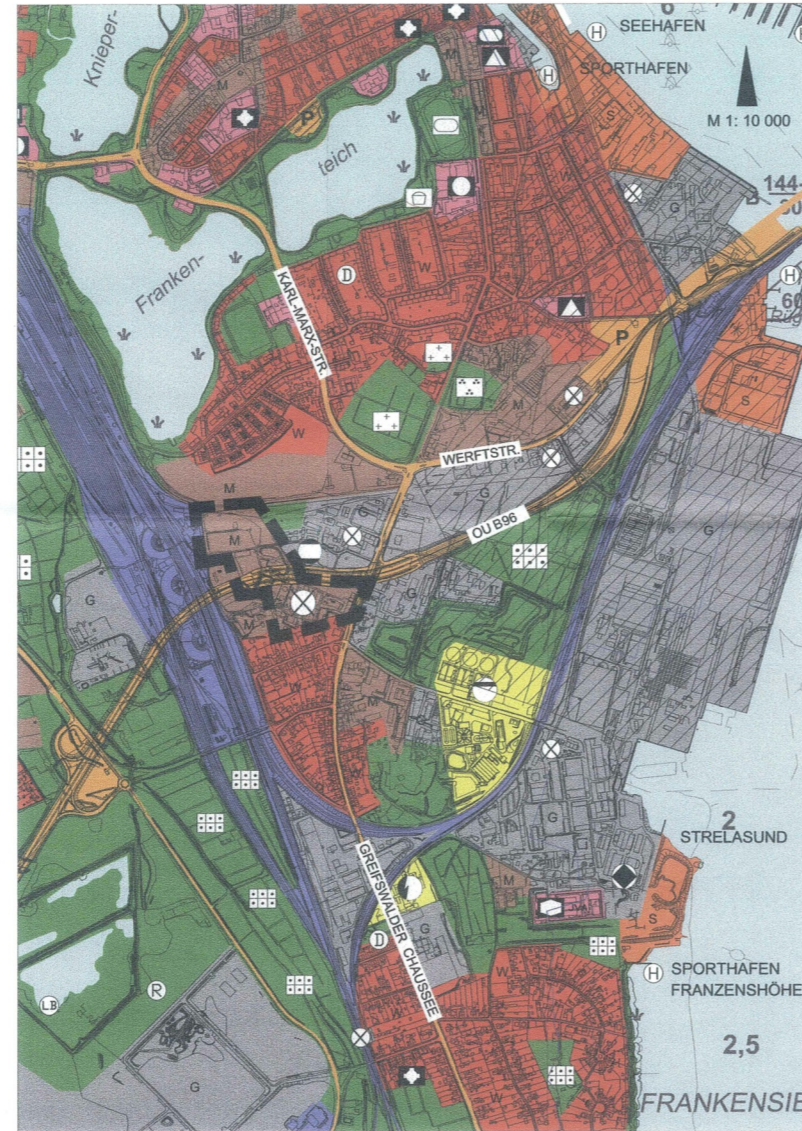 6
SEEHAFEN
H
SPORTHAFEN
H
M 1: 10 000
Knieper-
M
P
teich
S
G
H
Franken-
KARL-MARX-STR.
D
W
P
M
S
W
WERFTSTR.
M
G
M
OU B96
G
G
G
M
W
M
G
2
STRELASUND
GREIFSWALDER CHAUSSEE
M
S
D
G
H
SPORTHAFEN
FRANZENSHÖHE
LB
R
W
W
2,5
G
W
FRANKENSIE